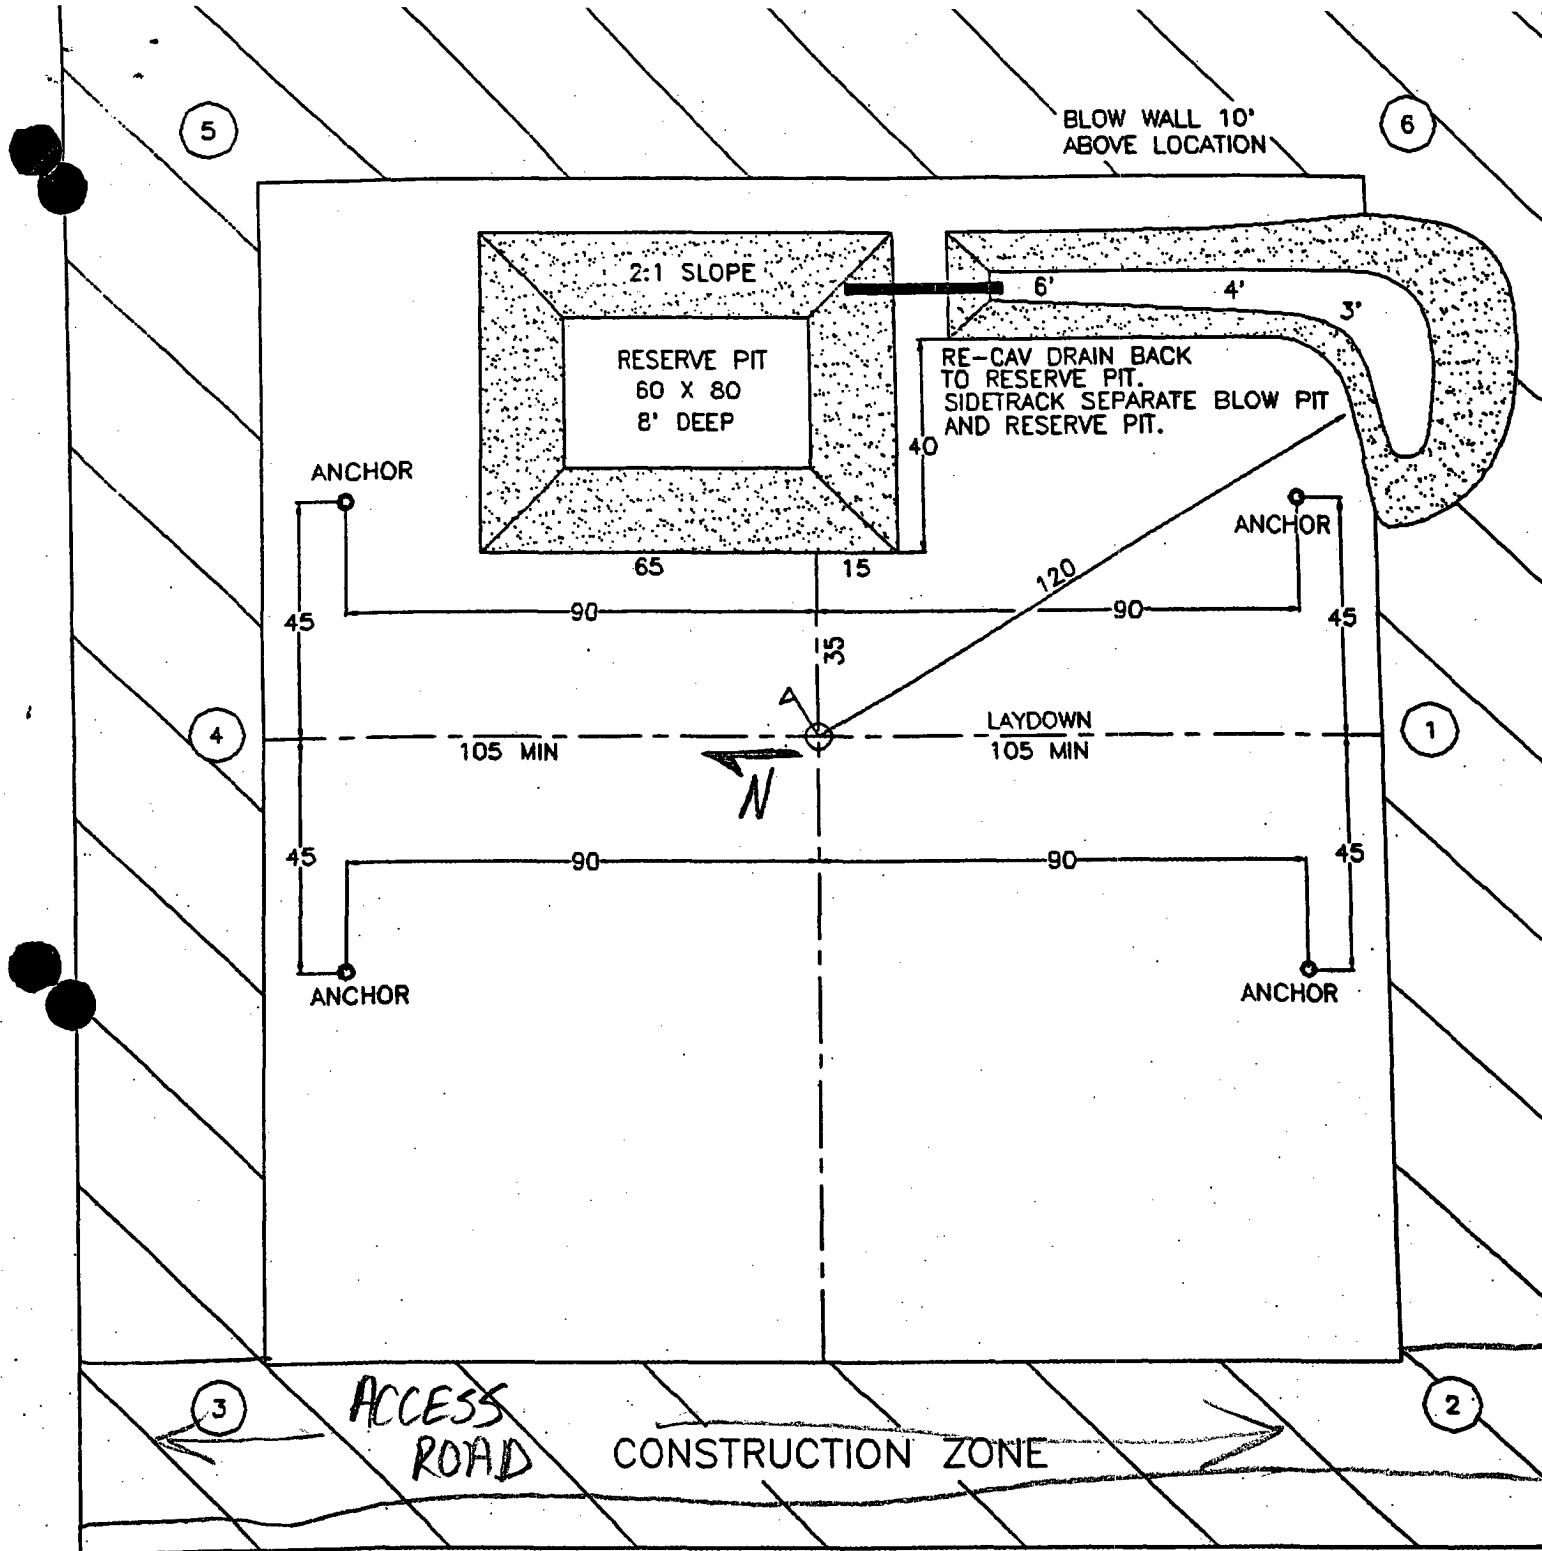 5
BLOW WALL 10'
ABOVE LOCATION
6
2:1 SLOPE
6'
4'
3'
RESERVE PIT
60 X 80
8' DEEP
RE-CAV DRAIN BACK
TO RESERVE PIT.
SIDETRACK SEPARATE BLOW PIT
AND RESERVE PIT.
40
ANCHOR
ANCHOR
65
15
120
45
90
90
45
35
4
105 MIN
LAYDOWN
105 MIN
1
N
45
90
90
45
ANCHOR
ANCHOR
3
ACCESS
ROAD
CONSTRUCTION ZONE
2